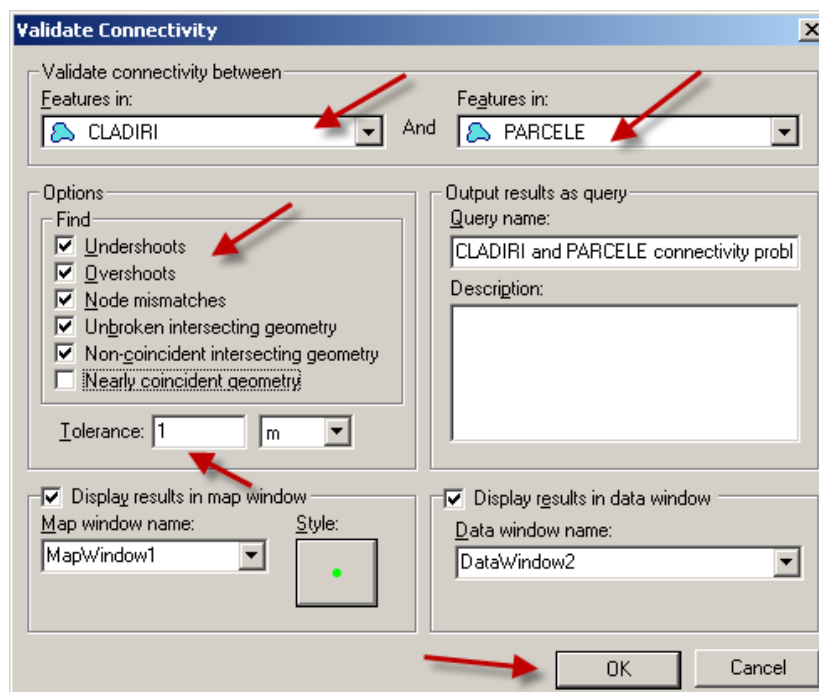 Validate Connectivity
Validate connectivity between
Features in:
CLADIRI
And
Features in:
PARCELE
Options
Find
Undershoots
Overshoots
Node mismatches
Unbroken intersecting geometry
Non-coincident intersecting geometry
Nearly coincident geometry
Tolerance: 1 m
Output results as query
Query name:
CLADIRI and PARCELE connectivity probl
Description:
Display results in map window
Map window name:
MapWindow1
Style:
Display results in data window
Data window name:
DataWindow2
OK
Cancel